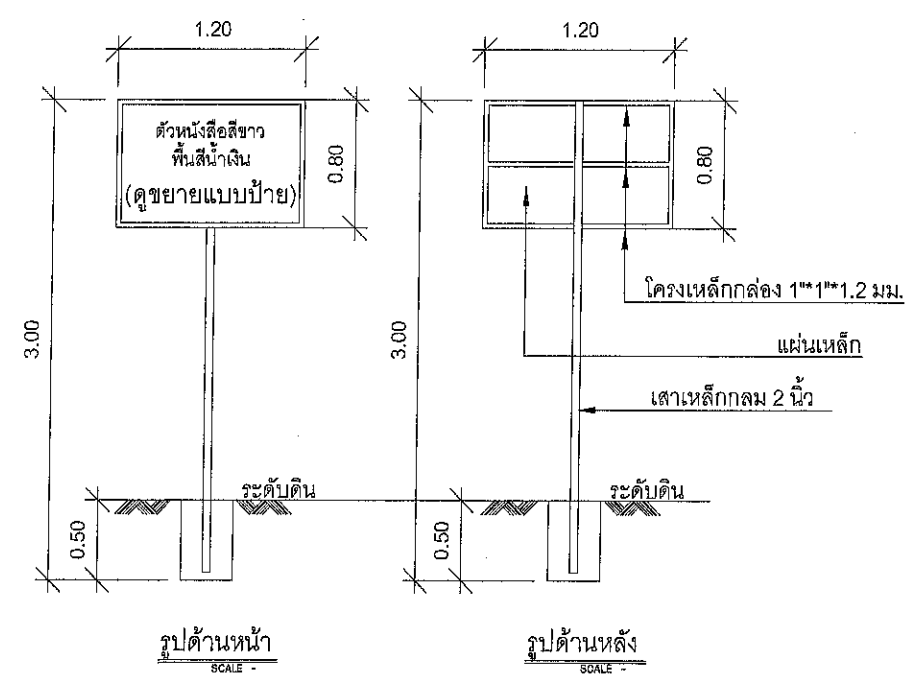 1.20
ตัวหนังสือสีขาว
พื้นสีน้ำเงิน
(ดูขยายแบบป้าย)
0.80
3.00
ระดับดิน
0.50
รูปด้านหน้า
SCALE -
1.20
0.80
โครงเหล็กกล่อง 1"*1"*1.2 มม.
แผ่นเหล็ก
3.00
เสาเหล็กกลม 2 นิ้ว
ระดับดิน
0.50
รูปด้านหลัง
SCALE -